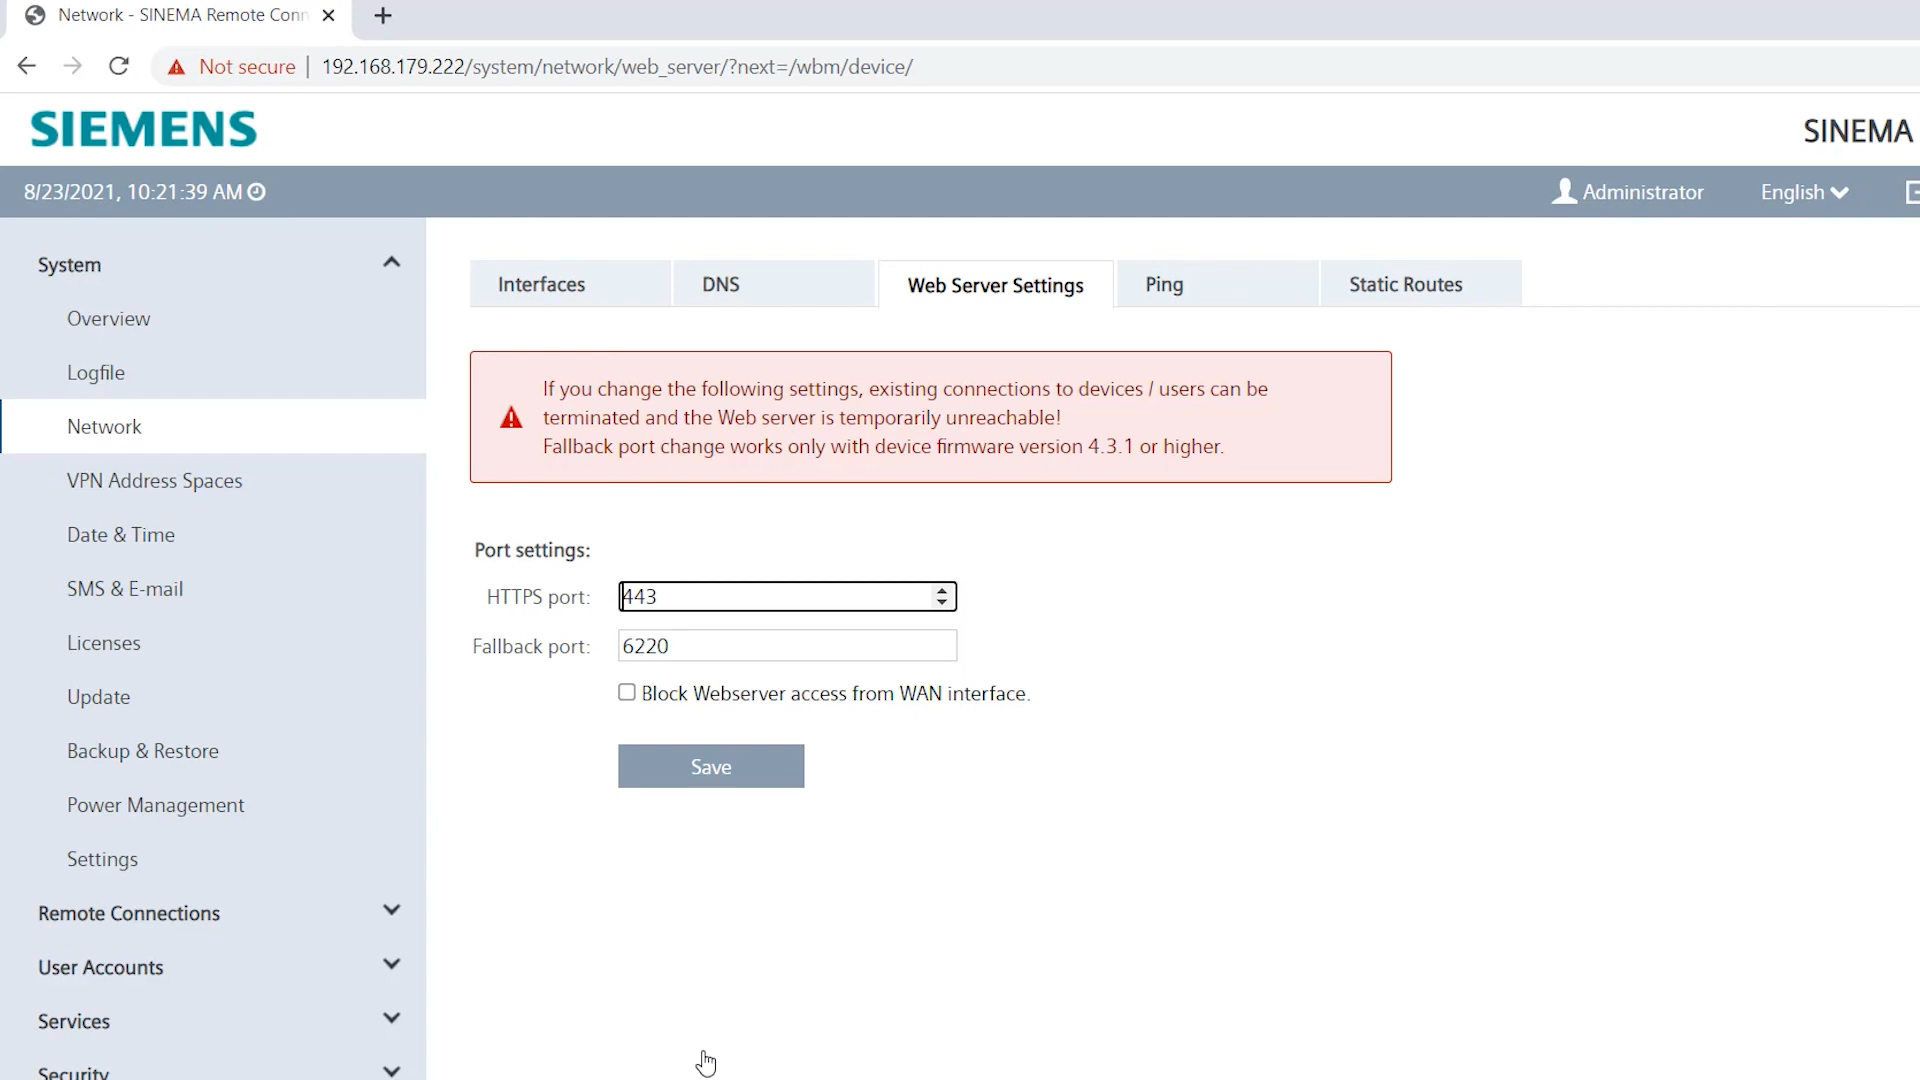 Network - SINEMA Remote Conn
Not secure | 192.168.179.222/system/network/web_server/?next=/wbm/device/
SIEMENS
SINEMA
8/23/2021, 10:21:39 AM
Administrator
English
System
Overview
Logfile
Network
VPN Address Spaces
Date & Time
SMS & E-mail
Licenses
Update
Backup & Restore
Power Management
Settings
Remote Connections
User Accounts
Services
Security
Interfaces
DNS
Web Server Settings
Ping
Static Routes
If you change the following settings, existing connections to devices / users can be
terminated and the Web server is temporarily unreachable!
Fallback port change works only with device firmware version 4.3.1 or higher.
Port settings:
HTTPS port: 443
Fallback port: 6220
Block Webserver access from WAN interface.
Save